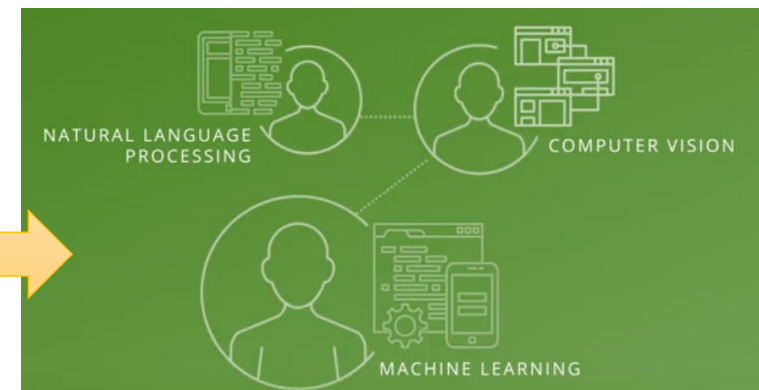 NATURAL LANGUAGE
PROCESSING
COMPUTER VISION
MACHINE LEARNING